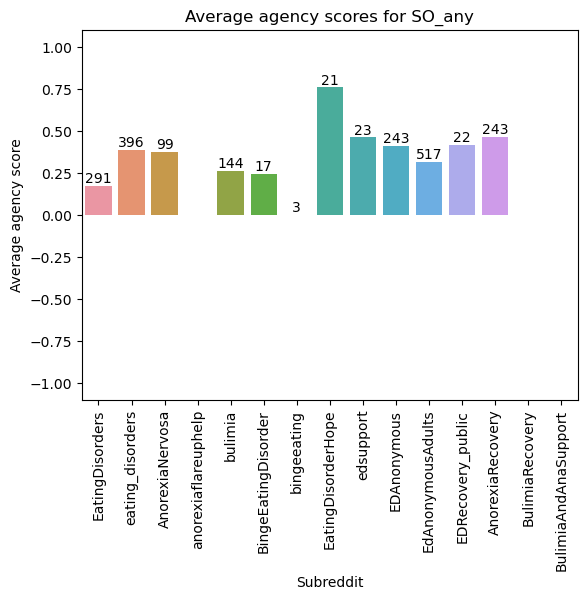 Average agency scores for SO_any
Average agency score
1.00
0.75
0.50
0.25
0.00
−0.25
−0.50
−0.75
−1.00
291
396
99
144
17
3
21
23
243
517
22
243
EatingDisorders
eating_disorders
AnorexiaNervosa
anorexiaflareuphelp
bulimia
BingeEatingDisorder
bingeeating
EatingDisorderHope
edsupport
EDAnonymous
EdAnonymousAdults
EDRecovery_public
AnorexiaRecovery
BulimiaRecovery
BulimiaAndAnaSupport
Subreddit